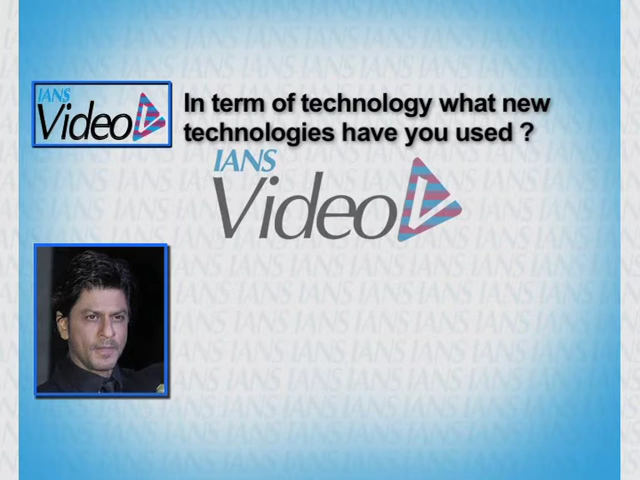 IANS
Video
In term of technology what new
technologies have you used ?
IANS
Video